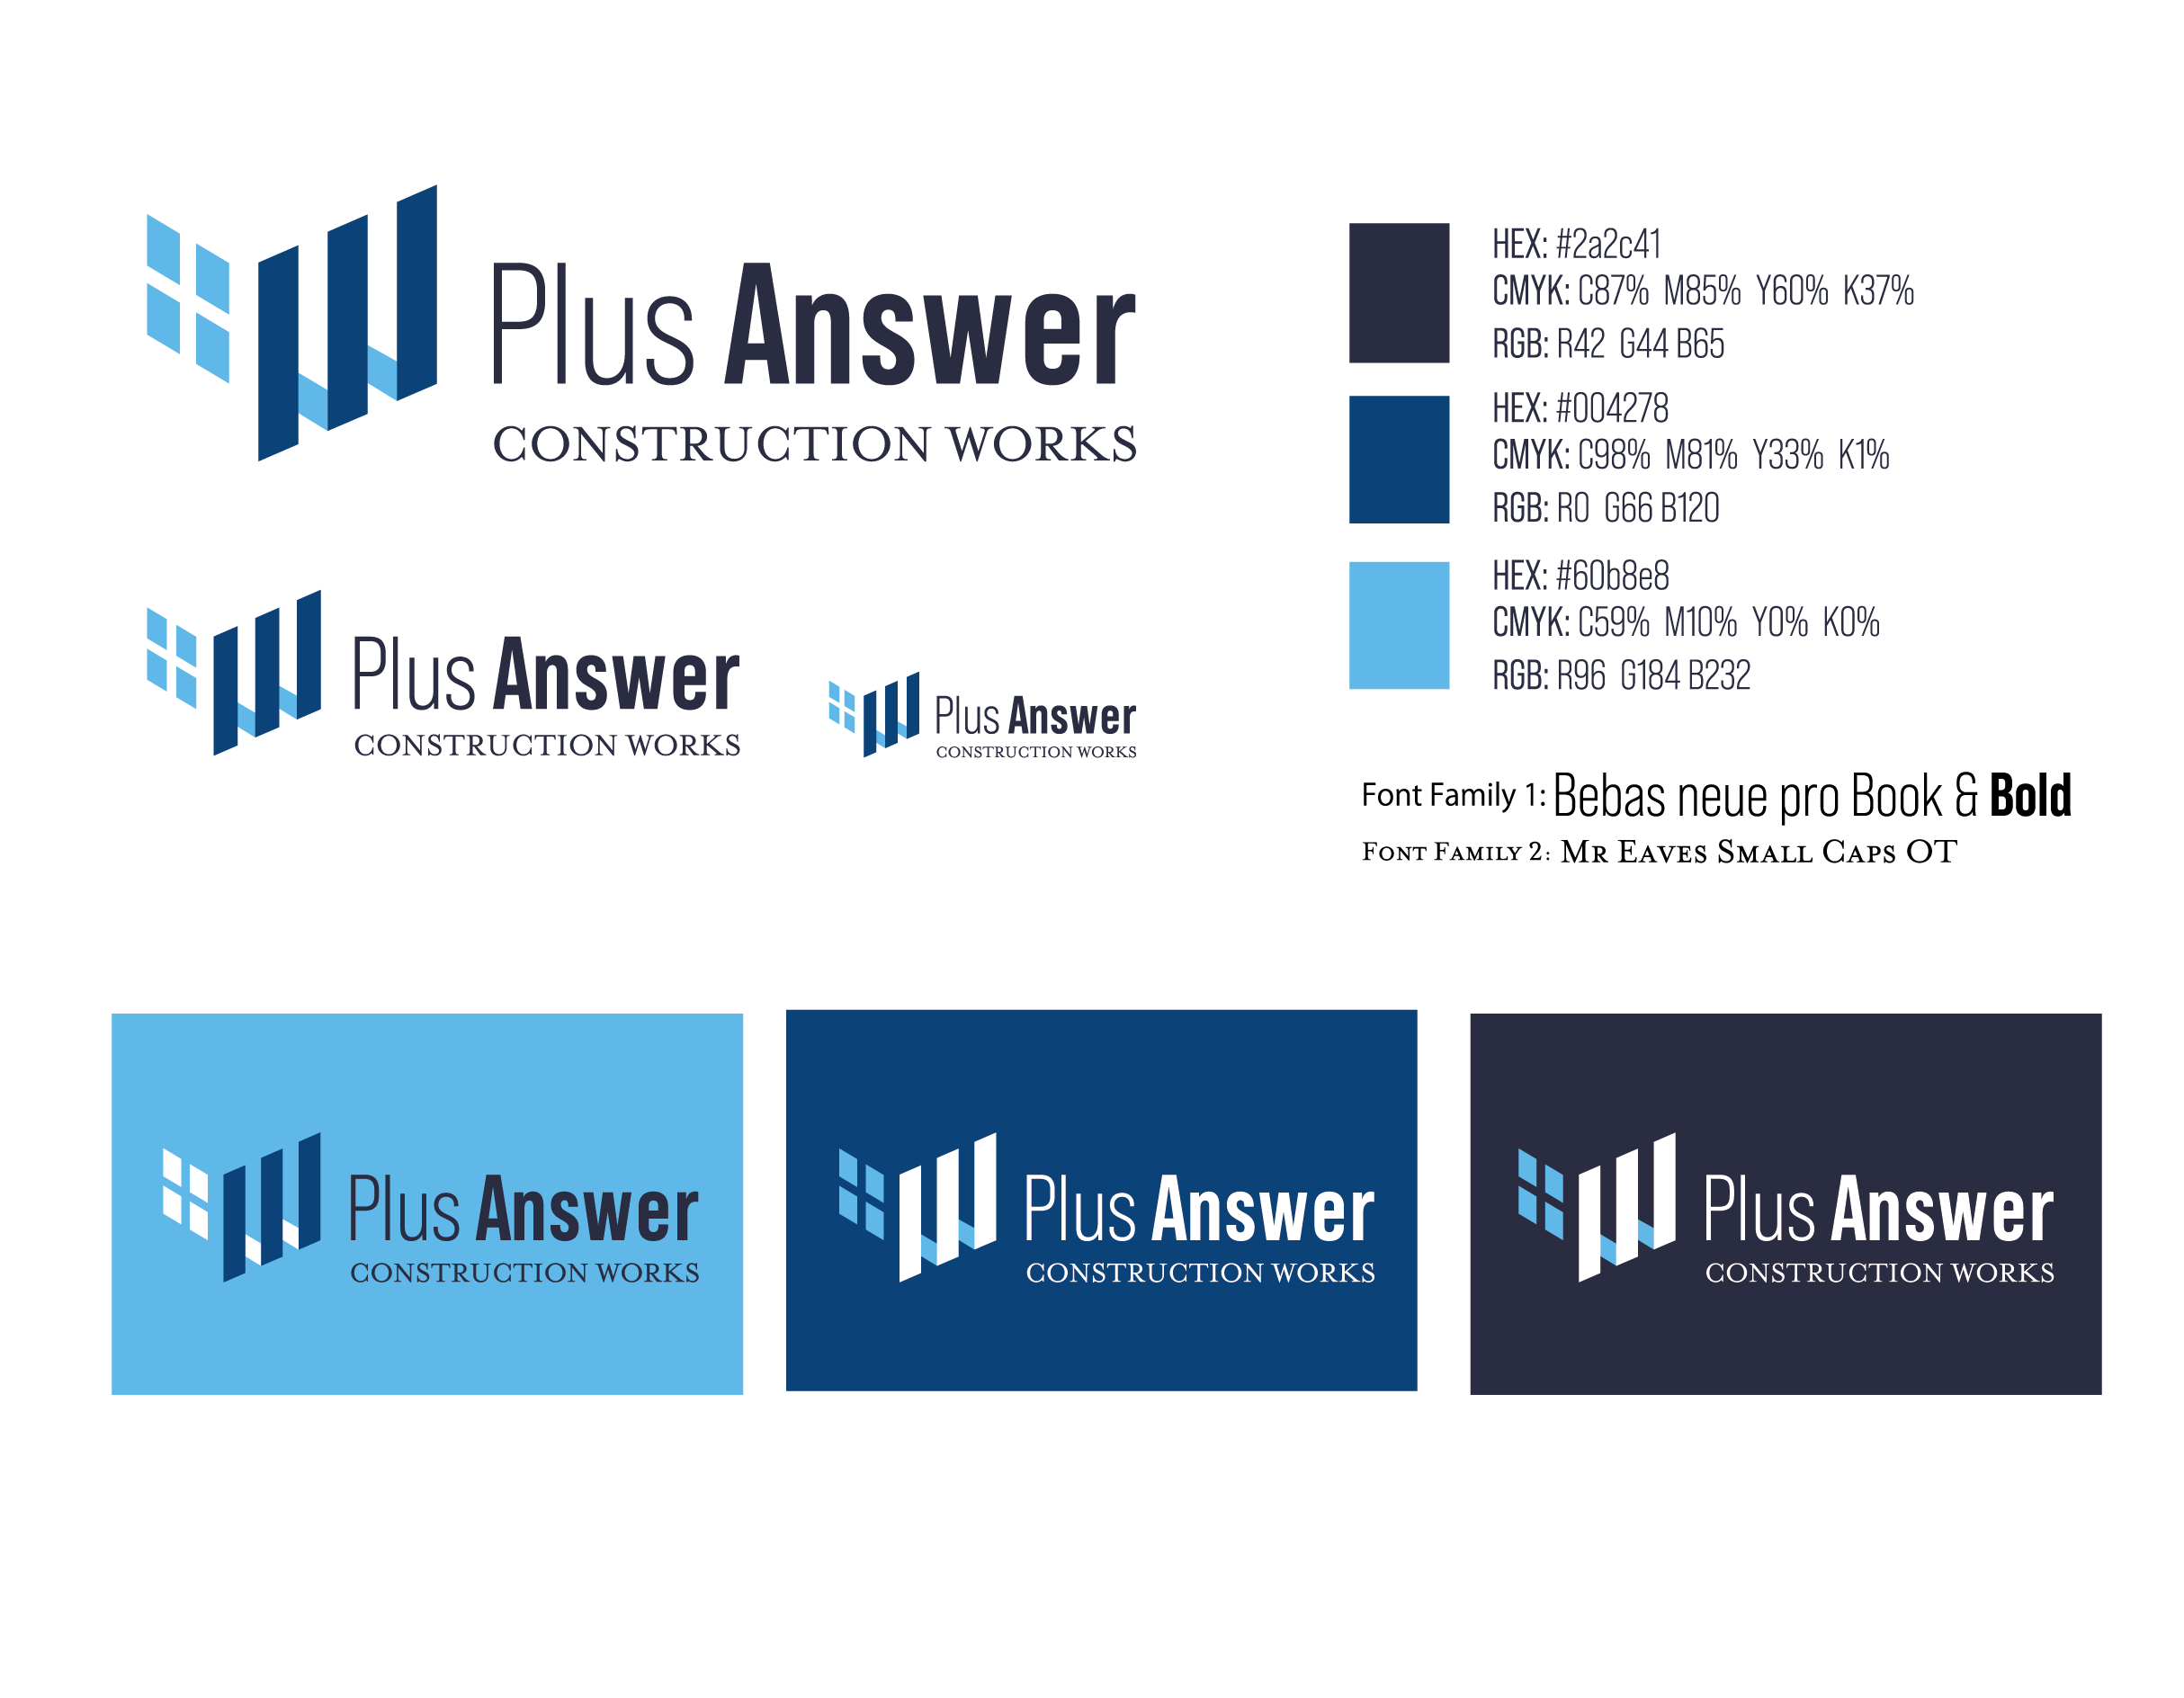 Plus Answer
CONSTRUCTION WORKS
HEX: #2a2c41
CMYK: C87% M85% Y60% K37%
RGB: R42 G44 B65
HEX: #004278
CMYK: C98% M81% Y33% K1%
RGB: R0 G66 B120
HEX: #60b8e8
CMYK: C59% M10% Y0% K0%
RGB: R96 G184 B232
Plus Answer
CONSTRUCTION WORKS
Plus Answer
CONSTRUCTION WORKS
Font Family 1: Bebas neue pro Book & Bold
Font Family 2: Mr Eaves Small Caps OT
Plus Answer
CONSTRUCTION WORKS
Plus Answer
CONSTRUCTION WORKS
Plus Answer
CONSTRUCTION WORKS